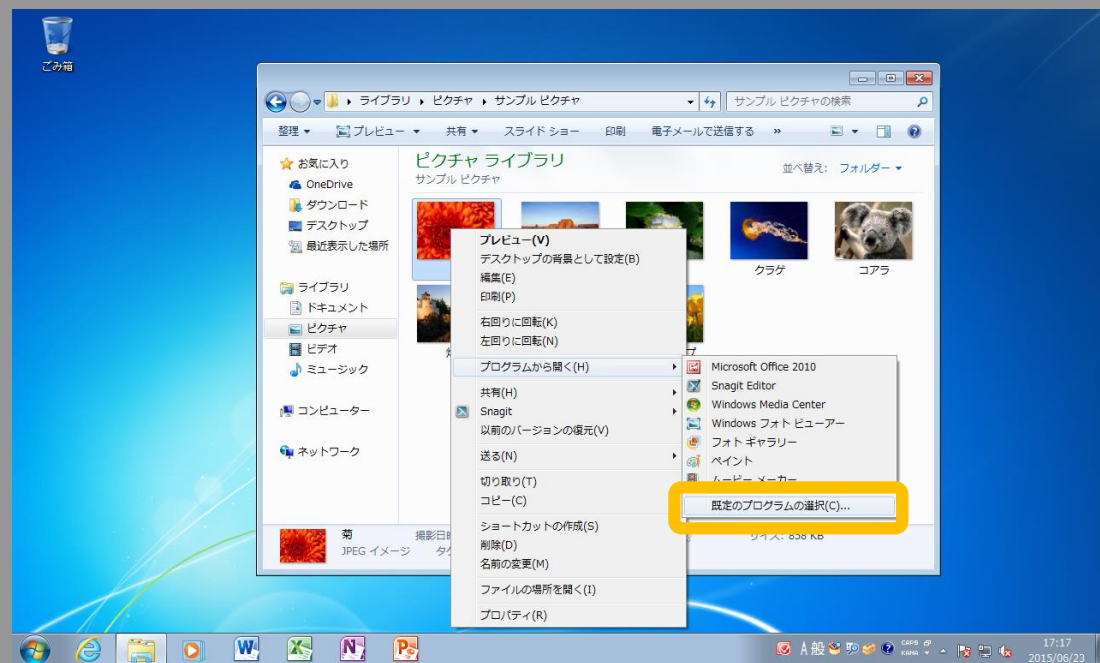 ごみ箱
ライブラリ ピクチャ サンプル ピクチャ
サンプル ピクチャの検索
整理 プレビュー 共有 スライド ショー 印刷 電子メールで送信する »
お気に入り
OneDrive
ダウンロード
デスクトップ
最近表示した場所
ライブラリ
ドキュメント
ピクチャ
ビデオ
ミュージック
コンピューター
ネットワーク
ピクチャ ライブラリ
サンプル ピクチャ
並べ替え: フォルダー
クラゲ
コアラ
プレビュー(V)
デスクトップの背景として設定(B)
編集(E)
印刷(P)
右回りに回転(K)
左回りに回転(N)
プログラムから開く(H)
共有(H)
Snagit
以前のバージョンの復元(V)
送る(N)
切り取り(T)
コピー(C)
ショートカットの作成(S)
削除(D)
名前の変更(M)
ファイルの場所を開く(I)
プロパティ(R)
Microsoft Office 2010
Snagit Editor
Windows Media Center
Windows フォト ビューアー
フォト ギャラリー
ペイント
ムービー メーカー
既定のプログラムの選択(C)...
菊
撮影日
JPEG イメージ
サイズ: 858 KB
A 般
CAPS
KANA
17:17
2015/06/23